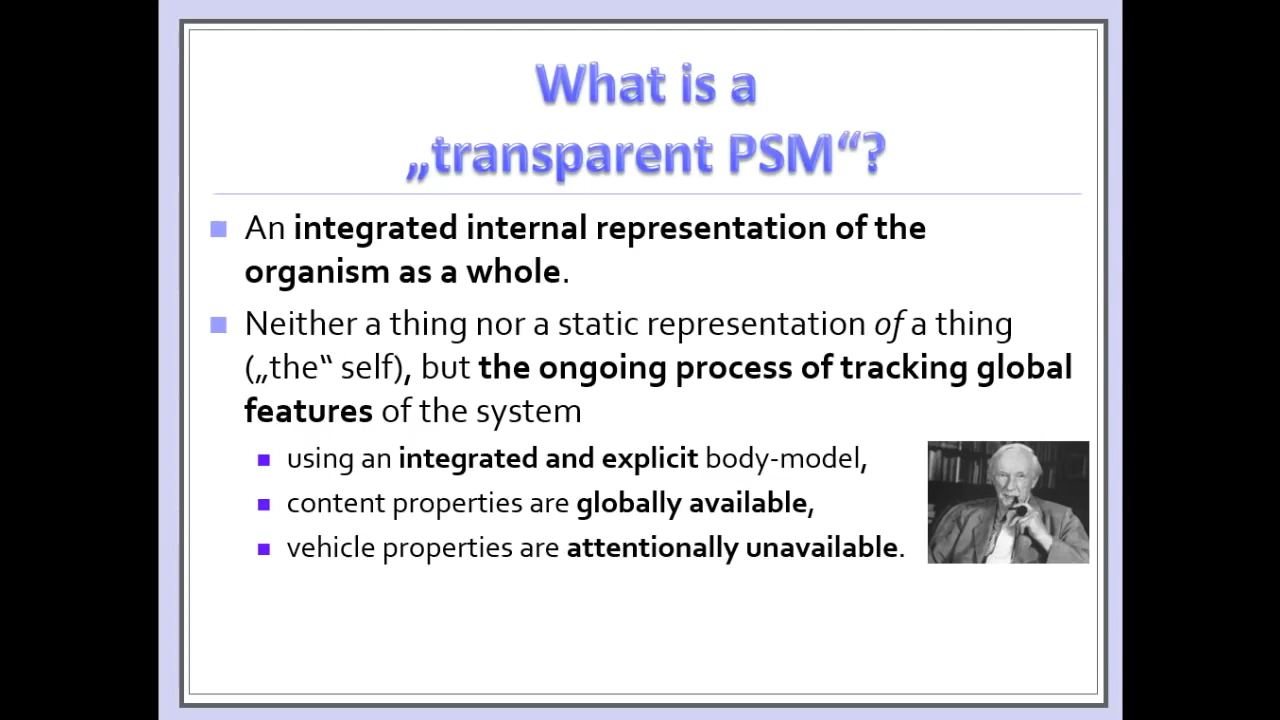 What is a
„transparent PSM“?
An integrated internal representation of the
organism as a whole.
Neither a thing nor a static representation of a thing
(„the“ self), but the ongoing process of tracking global
features of the system
using an integrated and explicit body-model,
content properties are globally available,
vehicle properties are attentionally unavailable.